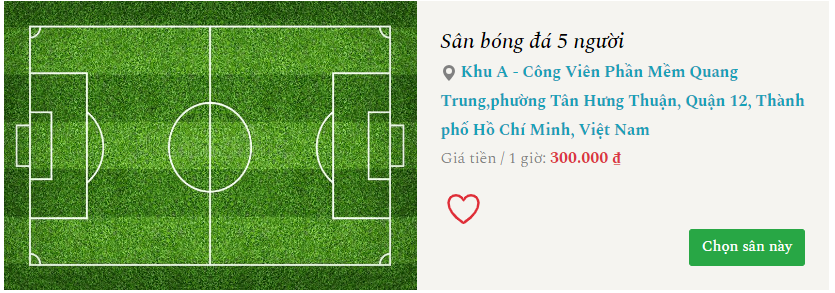 Sân bóng đá 5 người
Khu A - Công Viên Phần Mềm Quang
Trung,phường Tân Hưng Thuận, Quận 12, Thành
phố Hồ Chí Minh, Việt Nam
Giá tiền / 1 giờ: 300.000 ₫
Chọn sân này